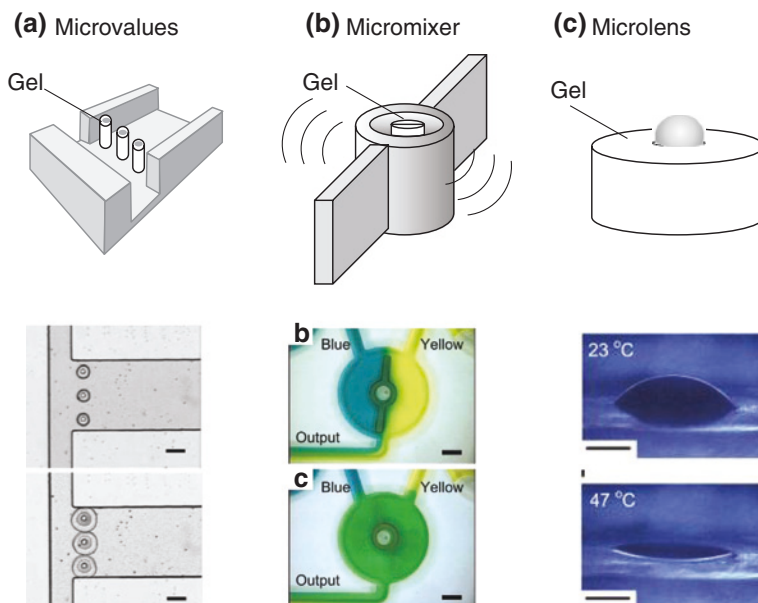 (a) Microvalues
(b) Micromixer
(c) Microlens
Gel
Gel
Gel
b
Blue
Yellow
Output
c
Blue
Yellow
Output
23 °C
47 °C